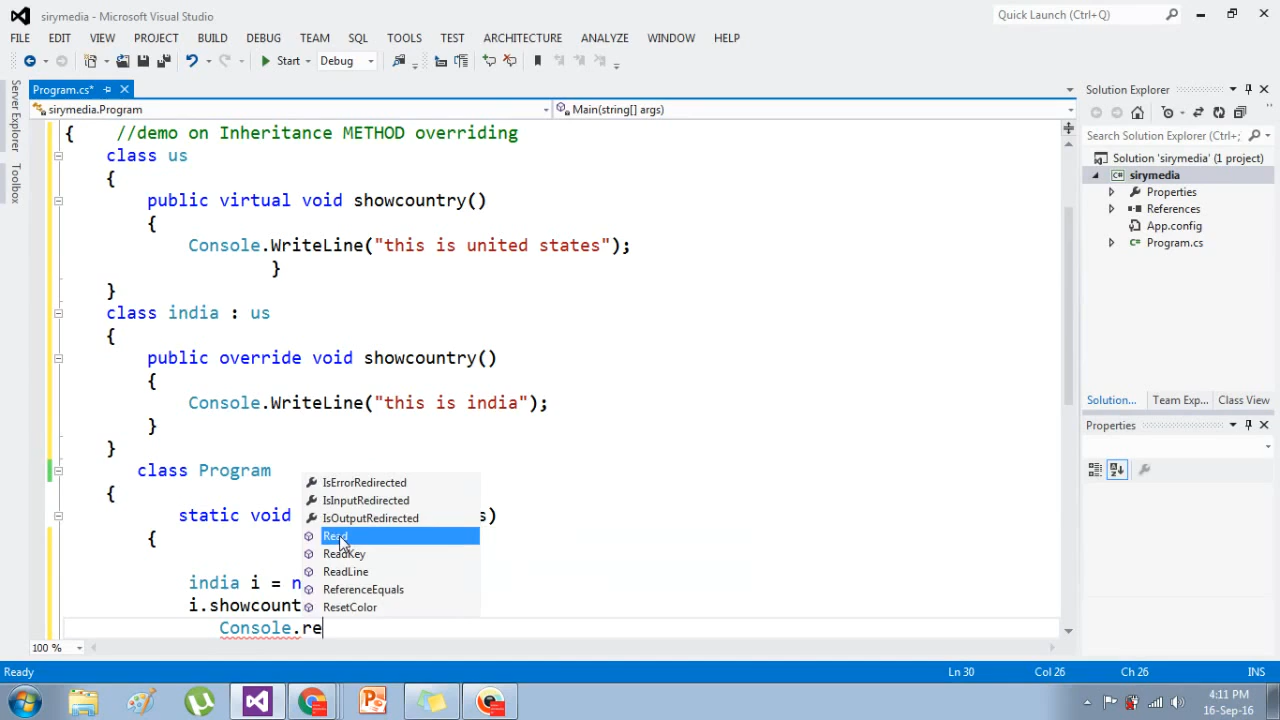 sirymedia - Microsoft Visual Studio
Quick Launch (Ctrl+Q)
FILE EDIT VIEW PROJECT BUILD DEBUG TEAM SQL TOOLS TEST ARCHITECTURE ANALYZE WINDOW HELP
Start Debug
Server Explorer
Toolbox
Program.cs*
sirymedia.Program
Main(string[] args)
{ //demo on Inheritance METHOD overriding
class us
{
public virtual void showcountry()
{
Console.WriteLine("this is united states");
}
}
class india : us
{
public override void showcountry()
{
Console.WriteLine("this is india");
}
}
class Program
{
static void s)
{
india i = n
i.showcount
Console.re
IsErrorRedirected
IsInputRedirected
IsOutputRedirected
Read
ReadKey
ReadLine
ReferenceEquals
ResetColor
100 %
Solution Explorer
Search Solution Explorer (Ctrl+;
Solution 'sirymedia' (1 project)
sirymedia
Properties
References
App.config
Program.cs
Solution... Team Exp... Class View
Properties
Ready Ln 30 Col 26 Ch 26 INS
4:11 PM
16-Sep-16